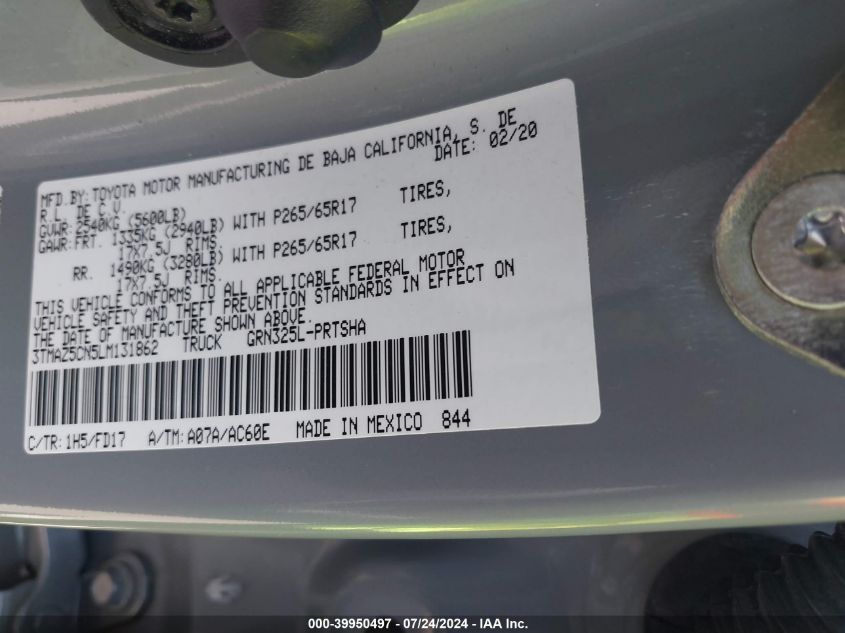 MFD.BY: TOYOTA MOTOR MANUFACTURING DE BAJA CALIFORNIA, S. DE
R.L. DE C.V. DATE: 02/20
GVWR: 2540KG (5600LB)
GAWR: FRT. 1335KG (2940LB) WITH P265/65R17 TIRES,
17X7.5J RIMS.
RR. 1490KG (3280LB) WITH P265/65R17 TIRES,
17X7.5J RIMS.
THIS VEHICLE CONFORMS TO ALL APPLICABLE FEDERAL MOTOR
VEHICLE SAFETY AND THEFT PREVENTION STANDARDS IN EFFECT ON
THE DATE OF MANUFACTURE SHOWN ABOVE.
3TMAZ5CN5LM131862 TRUCK GRN325L-PRTSHA
C/TR: 1H5/FD17 A/TM: A07A/AC60E MADE IN MEXICO 844
000-39950497 - 07/24/2024 - IAA Inc.